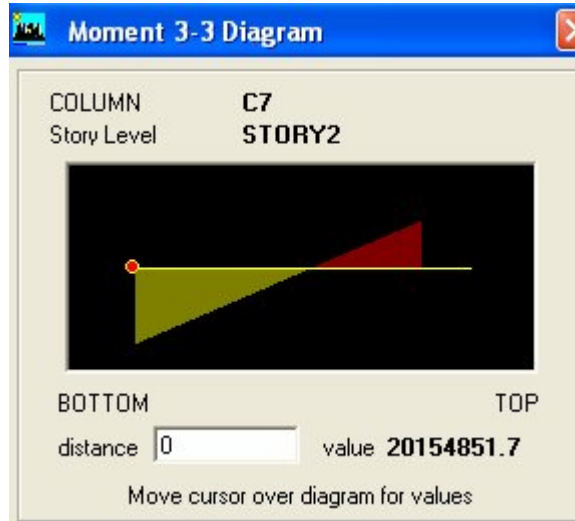 Moment 3-3 Diagram
COLUMN C7
Story Level STORY2
BOTTOM TOP
distance 0 value 20154851.7
Move cursor over diagram for values